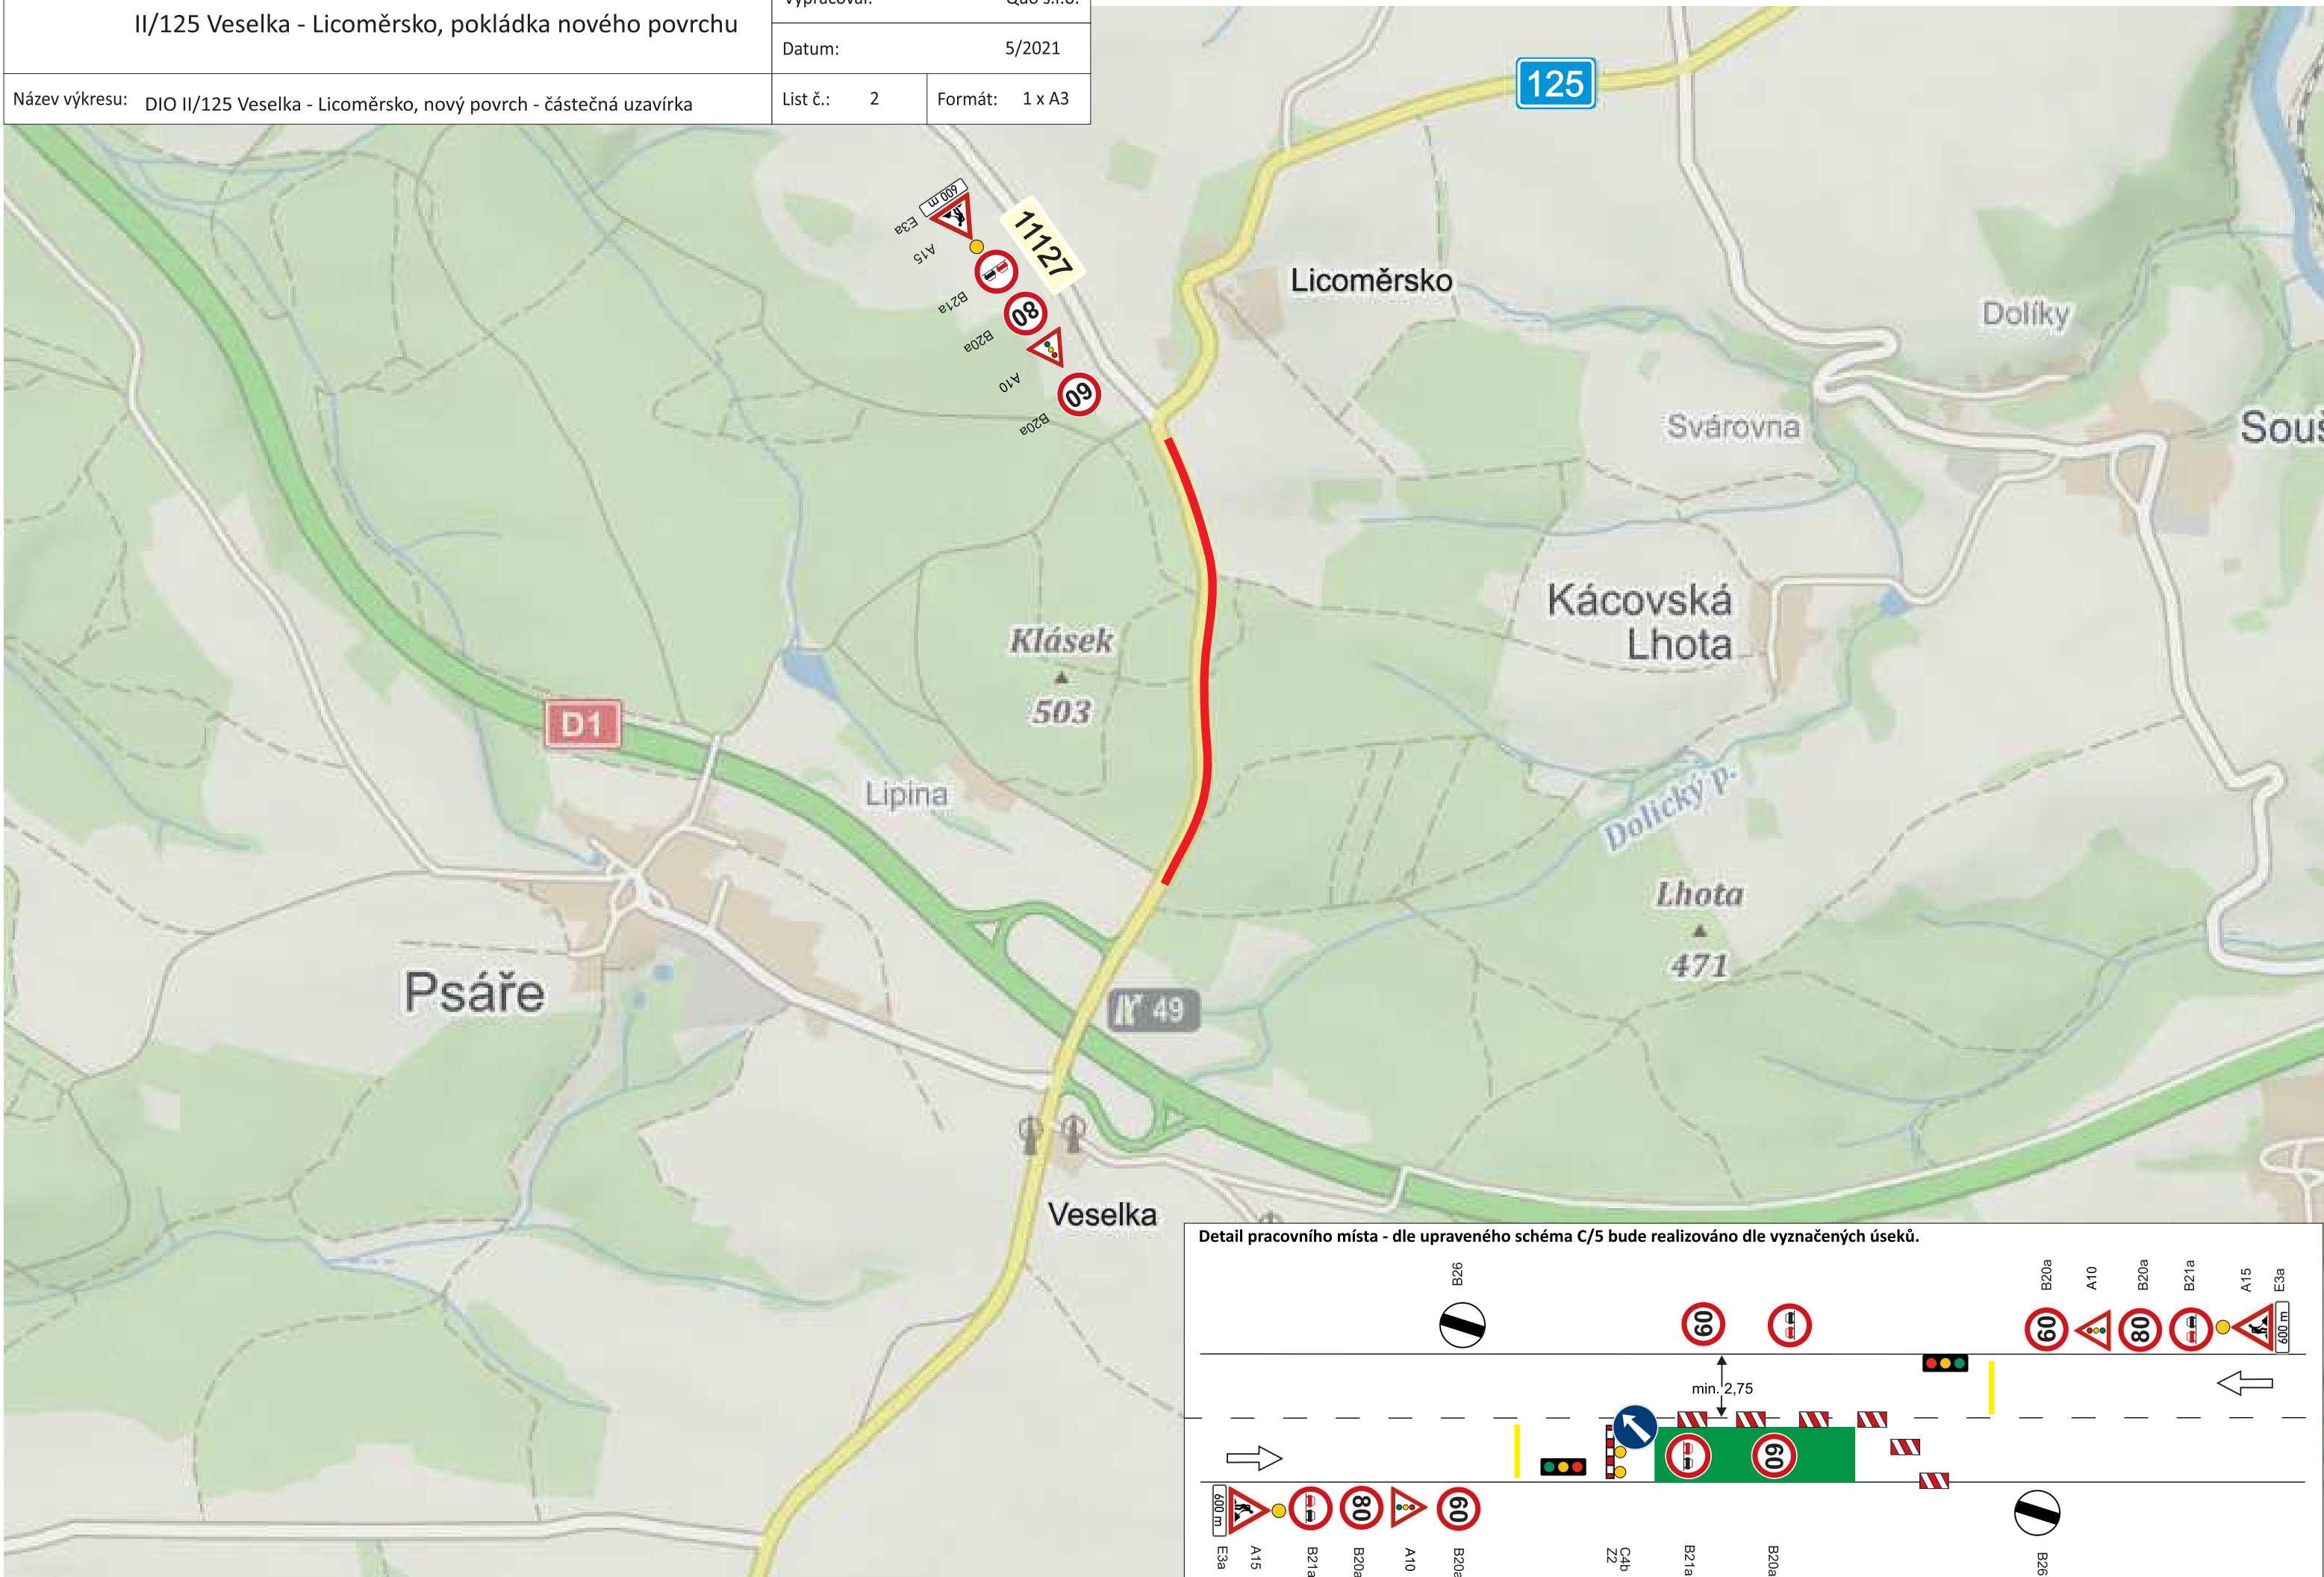 II/125 Veselka - Licoměrsko, pokládka nového povrchu
Vypracoval:
Datum: 5/2021
Název výkresu: DIO II/125 Veselka - Licoměrsko, nový povrch - částečná uzavírka
List č.: 2
Formát: 1 x A3
125
600 m
E3a
A15
11127
B21a
80
B20a
A10
60
B20a
Licoměrsko
Dolíky
Svárovna
Kácovská
Lhota
Klásek
503
D1
Lipina
Dolický p.
Lhota
471
Psáře
49
Veselka
Detail pracovního místa - dle upraveného schéma C/5 bude realizováno dle vyznačených úseků.
B26
B20a
A10
B20a
B21a
A15
E3a
60
60
80
600 m
min. 2,75
60
600 m
80
60
E3a
A15
B21a
B20a
A10
B20a
Z2
C4b
B21a
B20a
B26